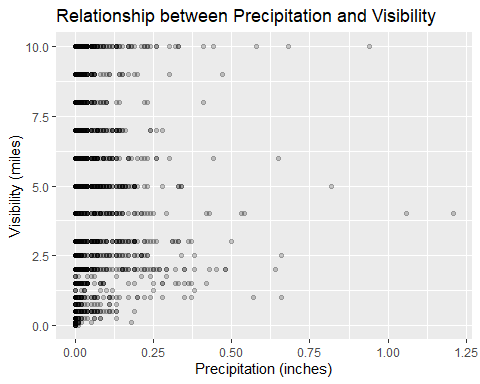 Relationship between Precipitation and Visibility
10.0
7.5
5.0
2.5
0.0
Visibility (miles)
0.00 0.25 0.50 0.75 1.00 1.25
Precipitation (inches)